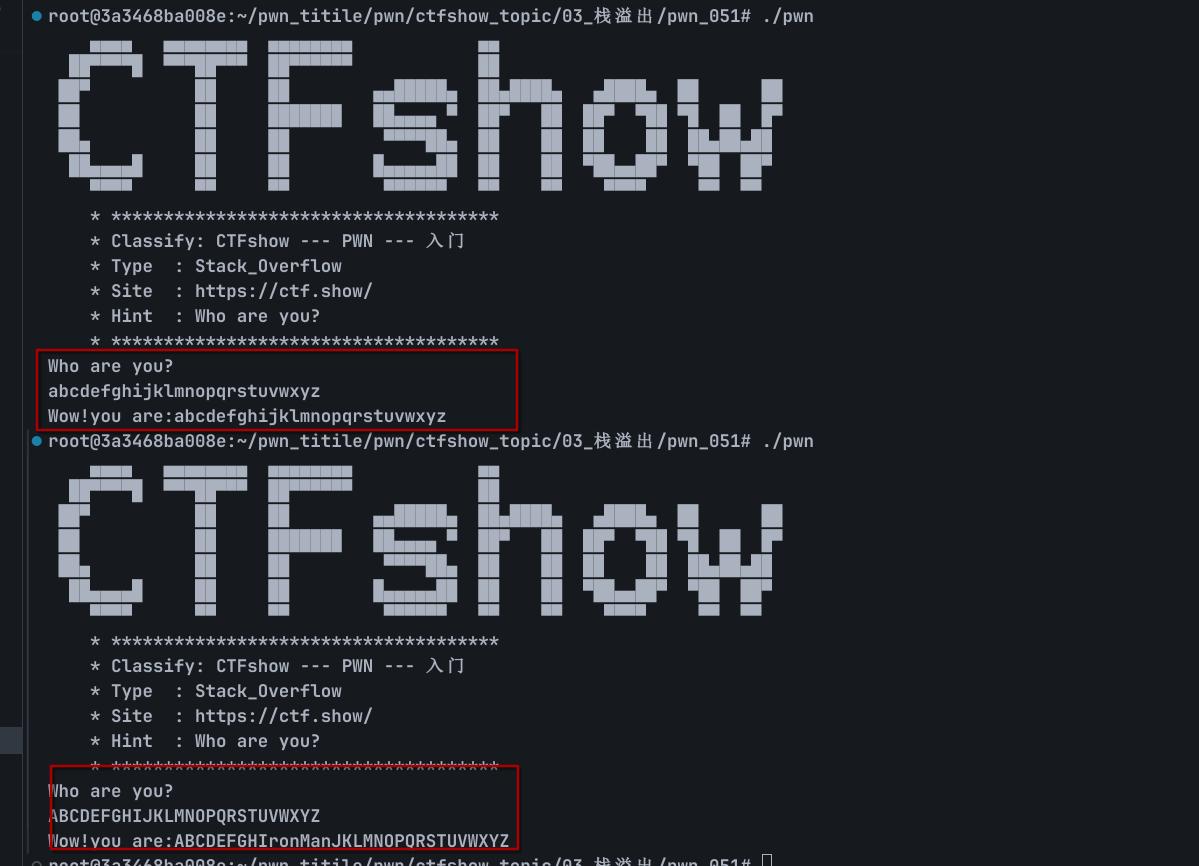 root@3a3468ba008e:~/pwn_titile/pwn/ctfshow_topic/03_栈溢出/pwn_051# ./pwn
CTFshow
* *************************************
* Classify: CTFshow --- PWN --- 入门
* Type  : Stack_Overflow
* Site  : https://ctf.show/
* Hint  : Who are you?
* *************************************
Who are you?
abcdefghijklmnopqrstuvwxyz
Wow!you are:abcdefghijklmnopqrstuvwxyz
root@3a3468ba008e:~/pwn_titile/pwn/ctfshow_topic/03_栈溢出/pwn_051# ./pwn
CTFshow
* *************************************
* Classify: CTFshow --- PWN --- 入门
* Type  : Stack_Overflow
* Site  : https://ctf.show/
* Hint  : Who are you?
* *************************************
Who are you?
ABCDEFGHIJKLMNOPQRSTUVWXYZ
Wow!you are:ABCDEFGHIronManJKLMNOPQRSTUVWXYZ
root@3a3468ba008e:~/pwn_titile/pwn/ctfshow_topic/03_栈溢出/pwn_051#